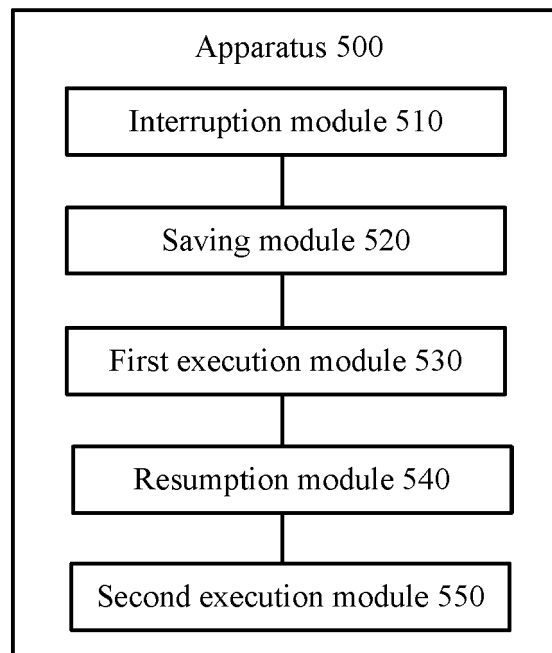 Apparatus 500
Interruption module 510
Saving module 520
First execution module 530
Resumption module 540
Second execution module 550